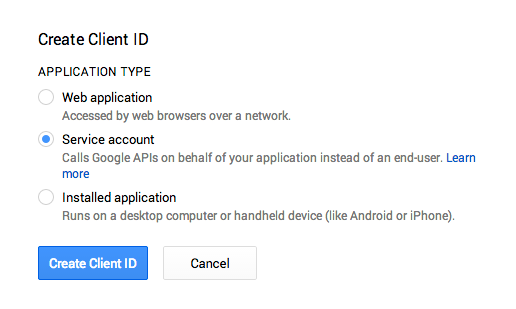 Create Client ID
APPLICATION TYPE
Web application
Accessed by web browsers over a network.
Service account
Calls Google APIs on behalf of your application instead of an end-user. Learn
more
Installed application
Runs on a desktop computer or handheld device (like Android or iPhone).
Create Client ID
Cancel